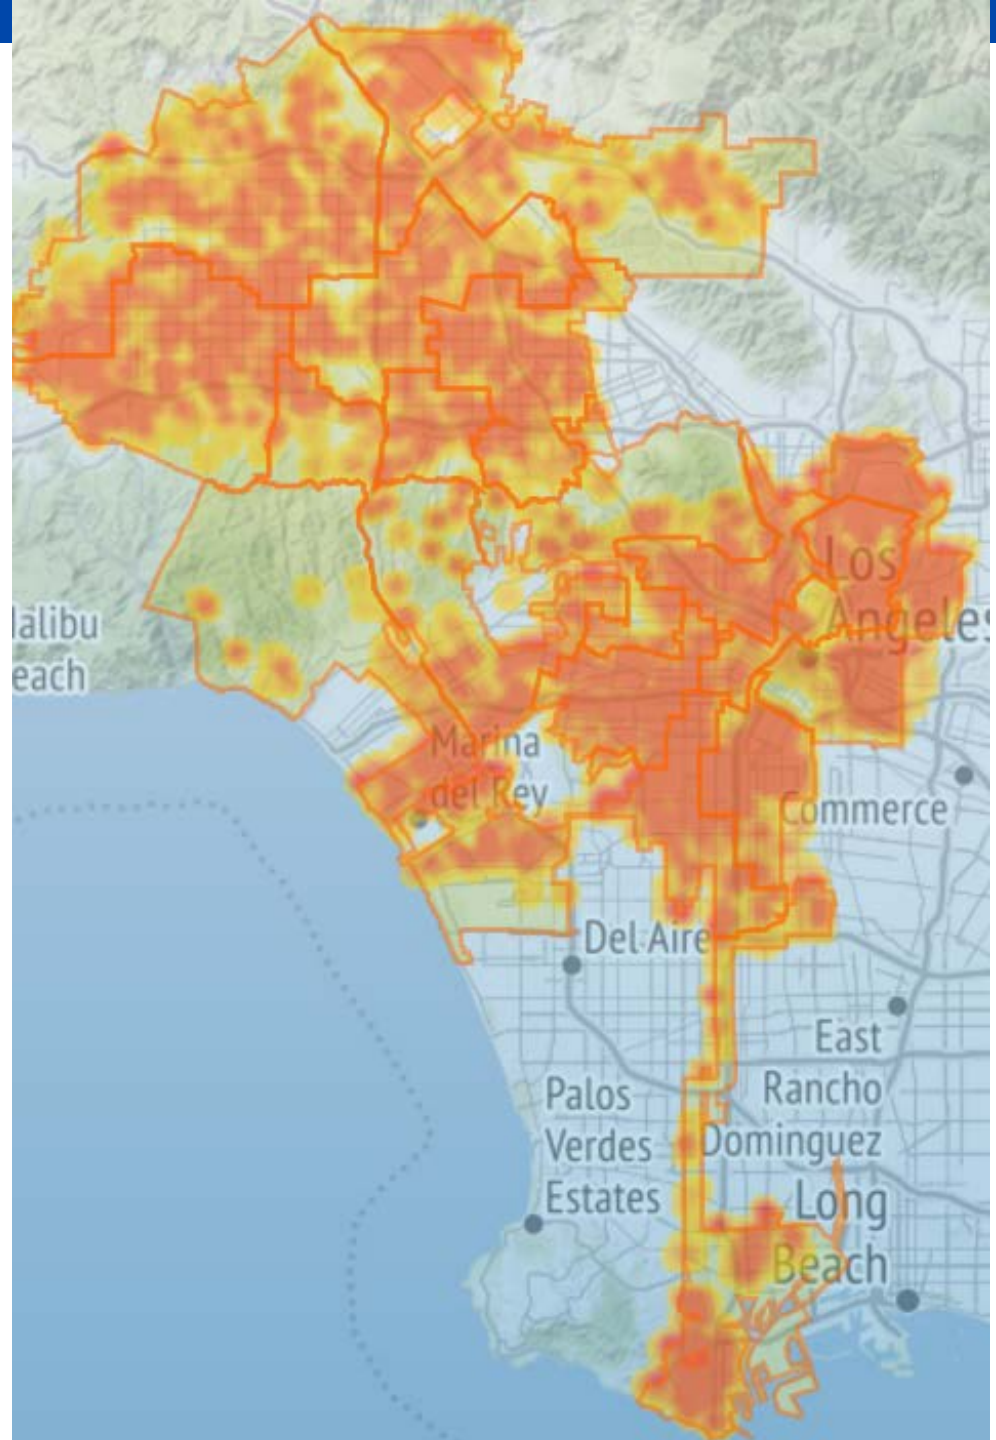 Los
Angeles
alibu
each
Marina
del Rey
Commerce
Del Aire
East
Rancho
Dominguez
Palos
Verdes
Estates
Long
Beach